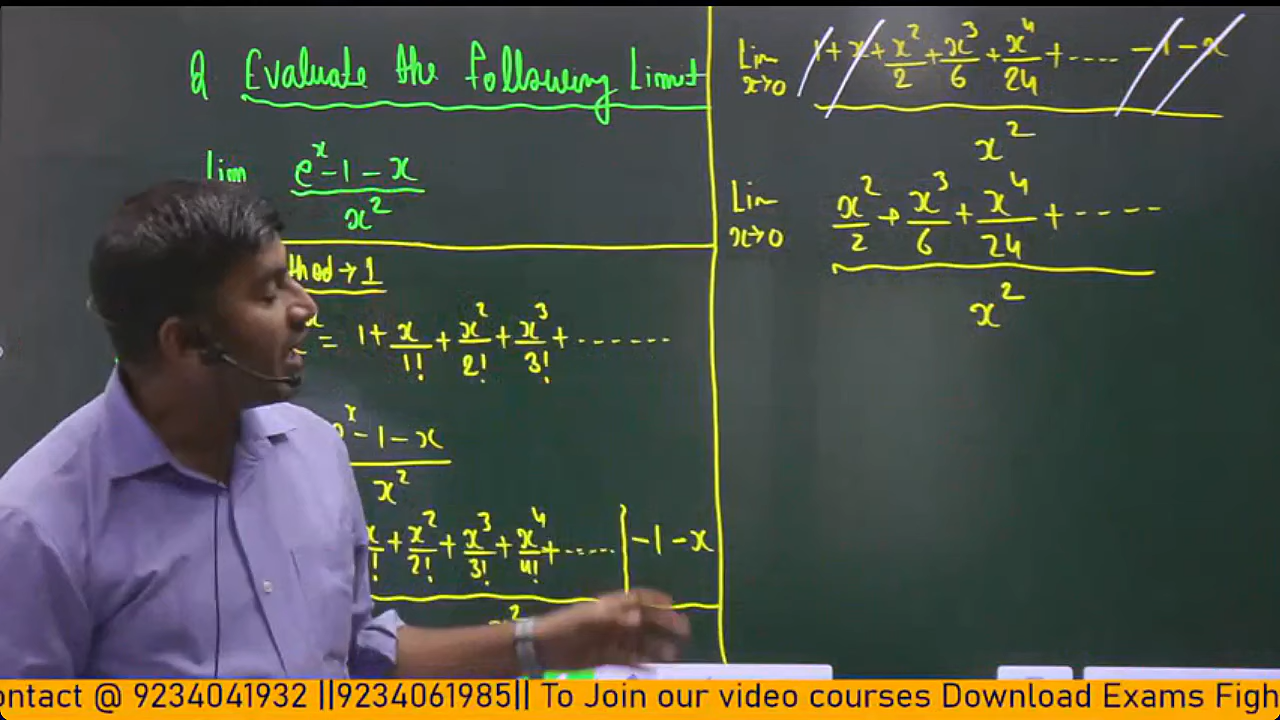 Q Evaluate the following Limit
Lim e^x - 1 - x
x^2
thod → 1
= 1 + x/1! + x^2/2! + x^3/3! + .......
x - 1 - x
x^2
x/! + x^2/2! + x^3/3! + x^4/4! + ...... | - 1 - x
Lim x→0 1 + x + x^2/2 + x^3/6 + x^4/24 + ..... - 1 - x
x^2
Lim x→0 x^2/2 + x^3/6 + x^4/24 + -----
x^2
ontact @ 9234041932 ||9234061985|| To Join our video courses Download Exams Figh